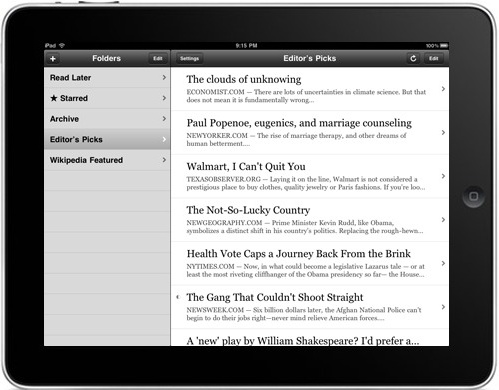 iPad 9:15 PM 100%
+ Folders Edit
Read Later
★ Starred
Archive
Editor's Picks
Wikipedia Featured
Settings Editor's Picks Edit
The clouds of unknowing
ECONOMIST.COM — There are lots of uncertainties in climate science. But that
does not mean it is fundamentally wrong...
Paul Popenoe, eugenics, and marriage counseling
NEWYORKER.COM — The rise of marriage therapy, and other dreams of
human betterment....
Walmart, I Can't Quit You
TEXASOBSERVER.ORG — Laying it on the line, Walmart is not considered a
prestigious place to buy clothes, quality jewelry or Paris fashions. If you're loo...
The Not-So-Lucky Country
NEWGEOGRAPHY.COM — Prime Minister Kevin Rudd, like Obama,
symbolizes a distinct shift in his country's politics. Replacing the rough-hewn...
Health Vote Caps a Journey Back From the Brink
NYTIMES.COM — Now, in what could become a legislative Lazarus tale — or at
least the most riveting cliffhanger of the Obama presidency so far— the House...
The Gang That Couldn't Shoot Straight
NEWSWEEK.COM — Six billion dollars later, the Afghan National Police can't
begin to do their jobs right—never mind relieve American forces....
A 'new' play by William Shakespeare? I'd prefer a...